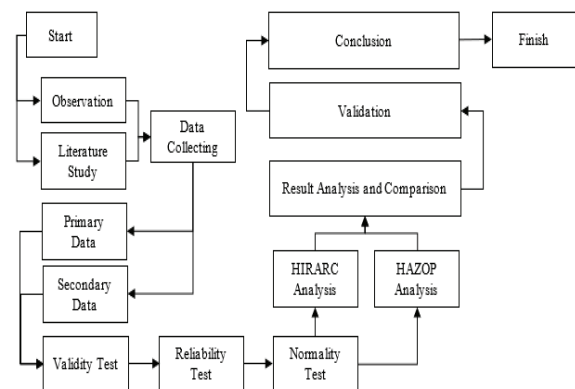 Start
Observation
Literature
Study
Data
Collecting
Primary
Data
Secondary
Data
Validity Test
Reliability
Test
Normality
Test
HIRARC
Analysis
HAZOP
Analysis
Result Analysis and Comparison
Validation
Conclusion
Finish